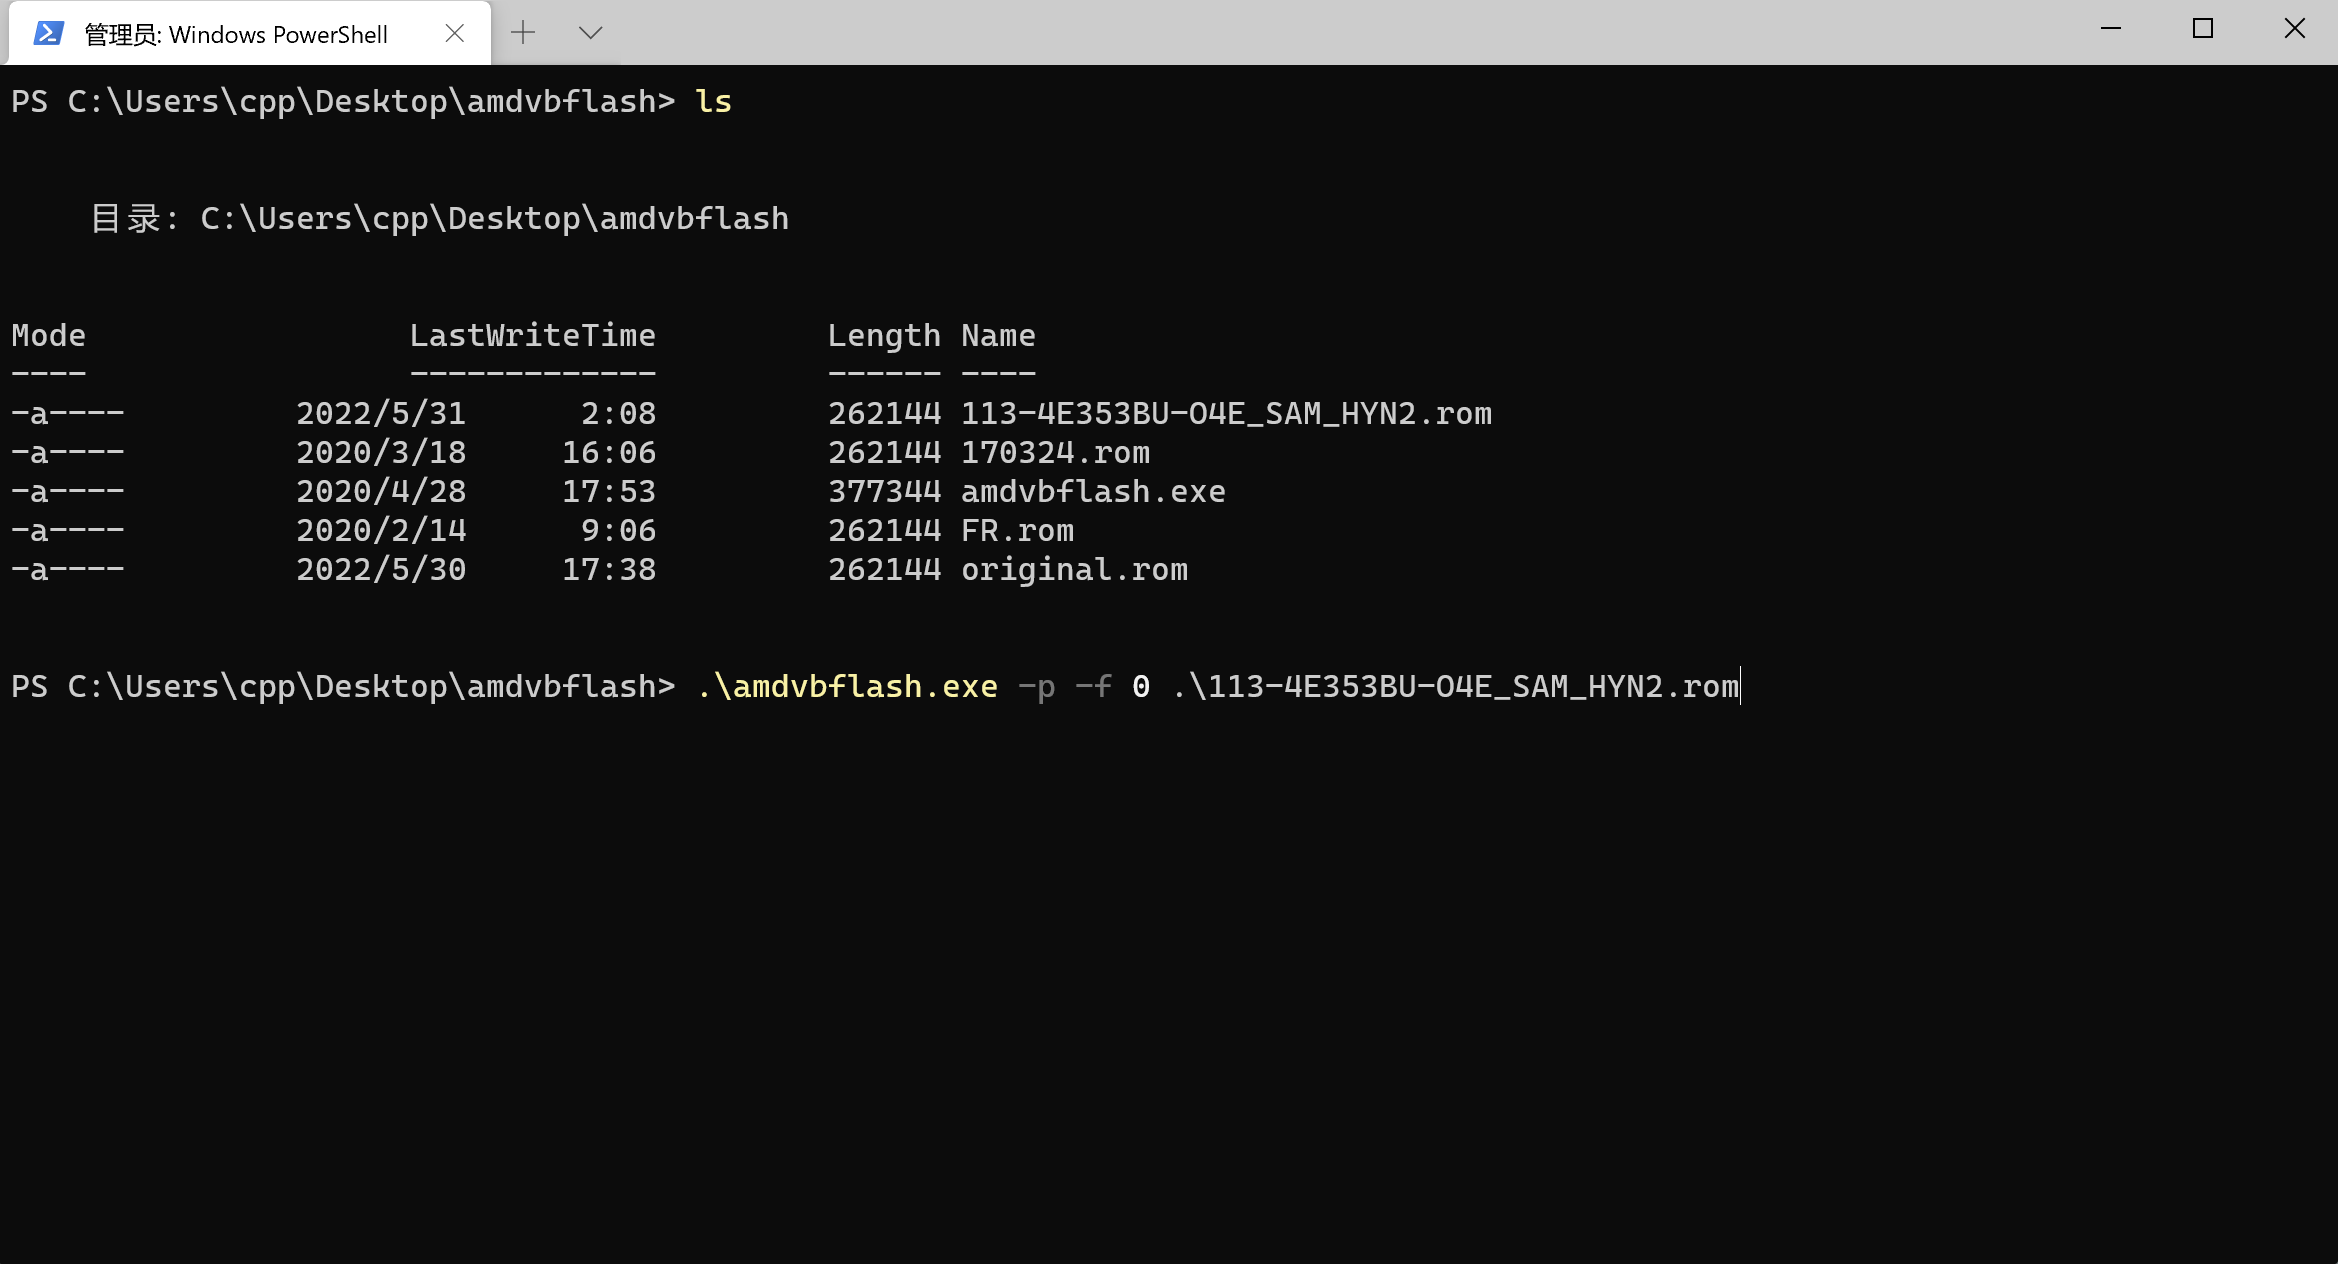 管理员: Windows PowerShell
PS C:\Users\cpp\Desktop\amdvbflash> ls
目录: C:\Users\cpp\Desktop\amdvbflash
Mode                 LastWriteTime         Length Name
----                 -------------         ------ ----
-a----         2022/5/31      2:08         262144 113-4E353BU-O4E_SAM_HYN2.rom
-a----         2020/3/18     16:06         262144 170324.rom
-a----         2020/4/28     17:53         377344 amdvbflash.exe
-a----         2020/2/14      9:06         262144 FR.rom
-a----         2022/5/30     17:38         262144 original.rom
PS C:\Users\cpp\Desktop\amdvbflash> .\amdvbflash.exe -p -f 0 .\113-4E353BU-O4E_SAM_HYN2.rom